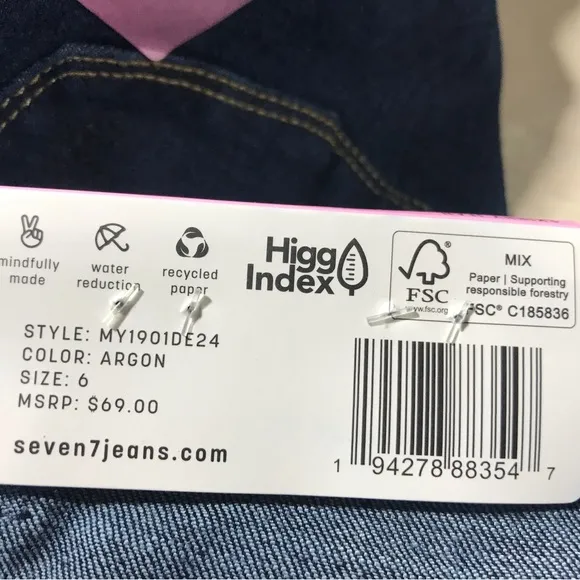 mindfully
made
water
reduction
recycled
paper
Higg
Index
FSC
www.fsc.org
MIX
Paper | Supporting
responsible forestry
FSC® C185836
STYLE: MY1901DE24
COLOR: ARGON
SIZE: 6
MSRP: $69.00
seven7jeans.com
1 94278 88354 7